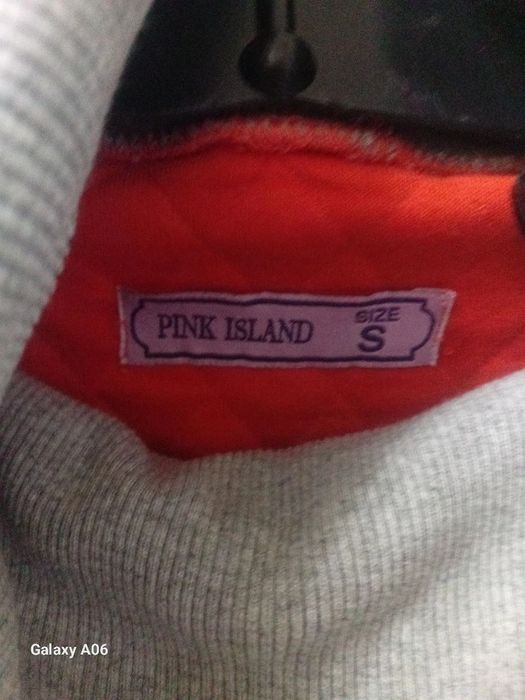 PINK ISLAND
SIZE
S
Galaxy A06